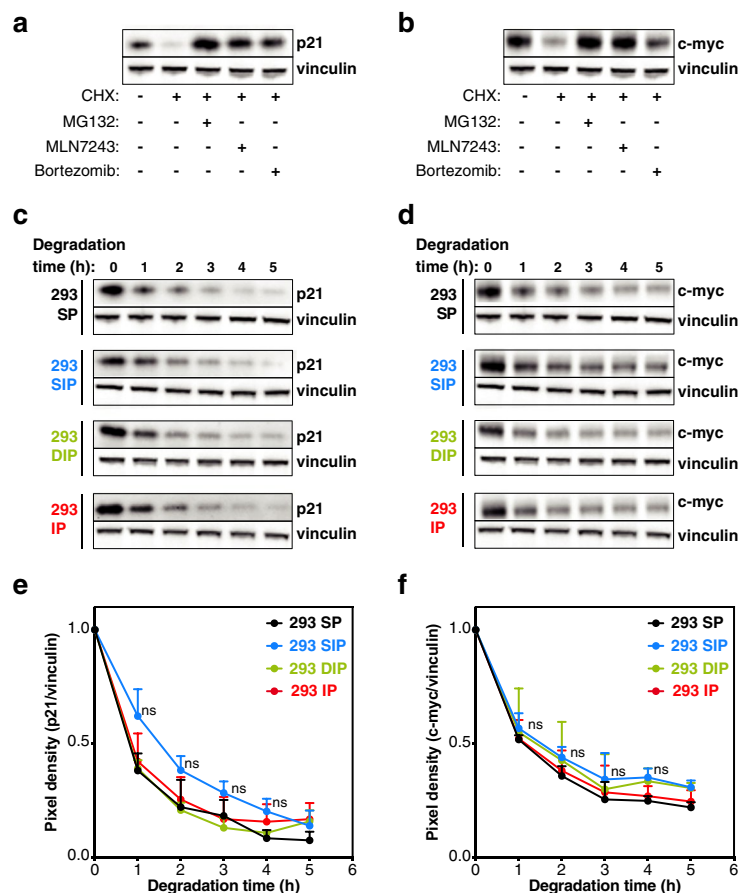 a
p21
vinculin
CHX: - + + + +
MG132: - - + - -
MLN7243: - - - + -
Bortezomib: - - - - +
b
c-myc
vinculin
CHX: - + + + +
MG132: - - + - -
MLN7243: - - - + -
Bortezomib: - - - - +
c
Degradation
time (h): 0 1 2 3 4 5
293
SP
p21
vinculin
293
SIP
p21
vinculin
293
DIP
p21
vinculin
293
IP
p21
vinculin
d
Degradation
time (h): 0 1 2 3 4 5
293
SP
c-myc
vinculin
293
SIP
c-myc
vinculin
293
DIP
c-myc
vinculin
293
IP
c-myc
vinculin
e
Pixel density (p21/vinculin)
1.0
0.5
0.0
293 SP
293 SIP
293 DIP
293 IP
ns
ns
ns
ns
0 1 2 3 4 5 6
Degradation time (h)
f
Pixel density (c-myc/vinculin)
1.0
0.5
0.0
293 SP
293 SIP
293 DIP
293 IP
ns
ns
ns
ns
0 1 2 3 4 5 6
Degradation time (h)